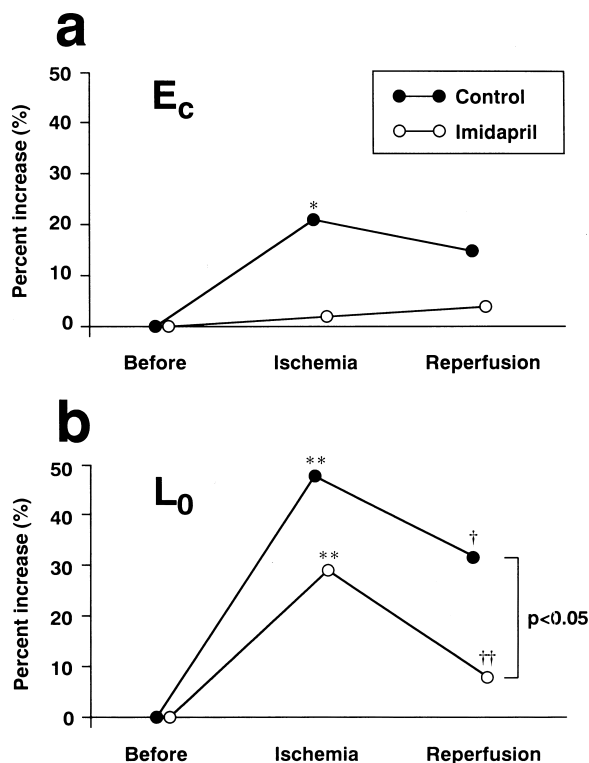 a
Ec
Control
Imidapril
Percent increase (%)
50
40
30
20
10
0
*
Before Ischemia Reperfusion
b
L0
Percent increase (%)
50
40
30
20
10
0
**
**
†
††
p<0.05
Before Ischemia Reperfusion